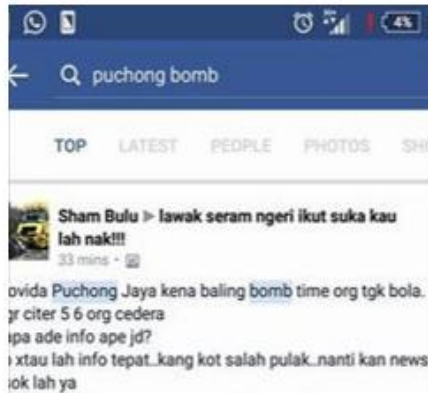 4%
puchong bomb
TOP LATEST PEOPLE PHOTOS
Sham Bulu ▸ lawak seram ngeri ikut suka kau
lah nak!!!
33 mins •
ovida Puchong Jaya kena baling bomb time org tgk bola.
gr citer 5 6 org cedera
apa ade info ape jd?
xtau lah info tepat..kang kot salah pulak..nanti kan news
sok lah ya